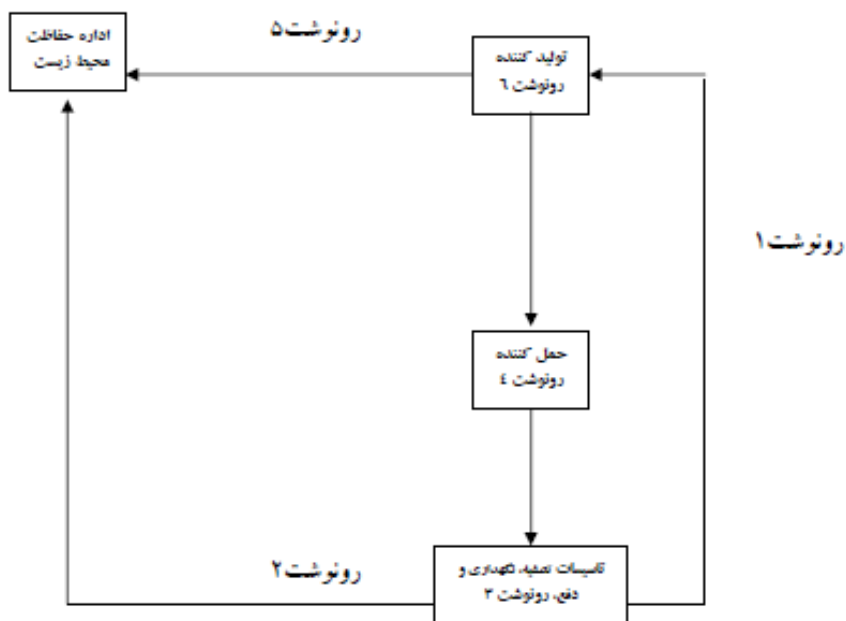 رونوشت۵
اداره حفاظت
محیط زیست
تولید کننده
رونوشت ٦
رونوشت۱
حمل کننده
رونوشت ٤
رونوشت۲
تاسیسات تصفیه، نگهداری و
دفع، رونوشت ۳